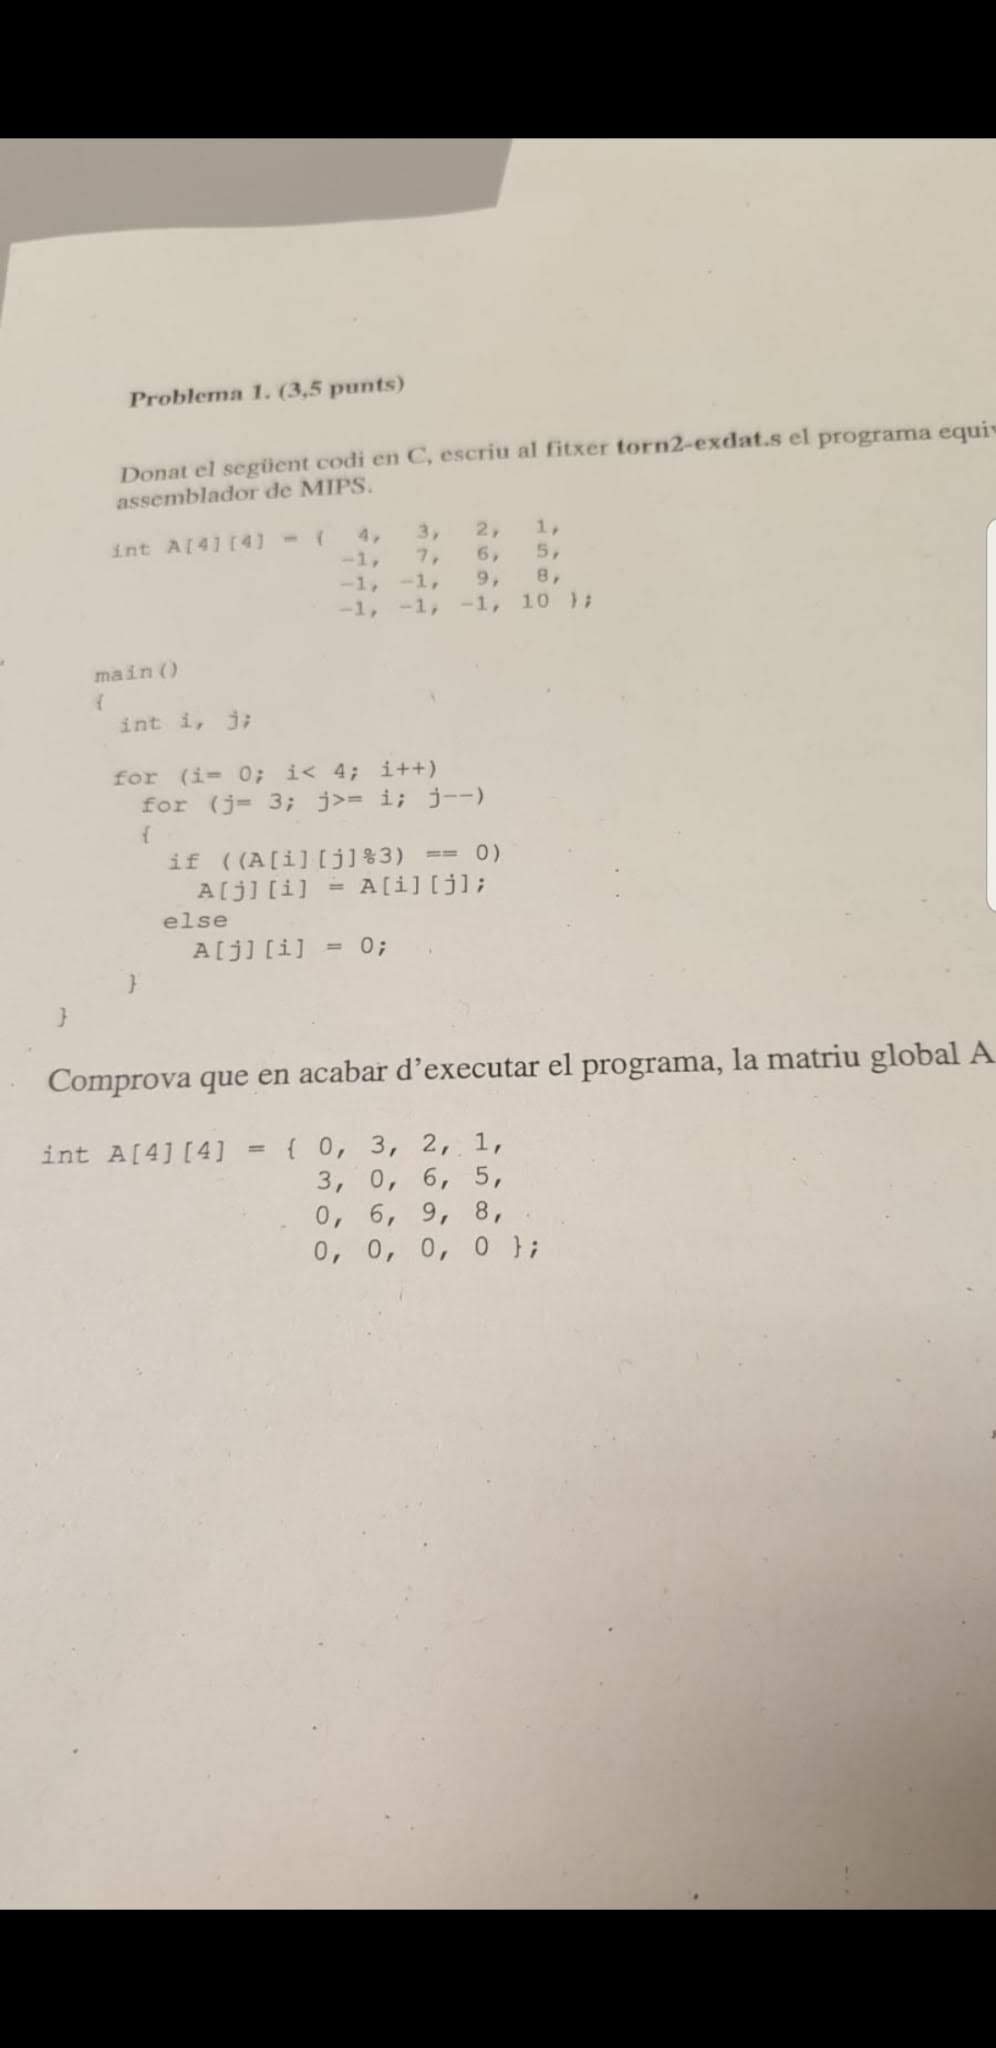 Problema 1. (3,5 punts)
Donat el següent codi en C, escriu al fitxer torn2-exdat.s el programa
assemblador de MIPS.
int A[4][4] = { 4, 3, 2, 1,
-1, 7, 6, 5,
-1, -1, 9, 8,
-1, -1, -1, 10 };
main()
{
int i, j;
for (i= 0; i< 4; i++)
for (j= 3; j>= i; j--)
{
if ((A[i][j]%3) == 0)
A[j][i] = A[i][j];
else
A[j][i] = 0;
}
}
Comprova que en acabar d'executar el programa, la matriu global A
int A[4][4] = { 0, 3, 2, 1,
3, 0, 6, 5,
0, 6, 9, 8,
0, 0, 0, 0 };